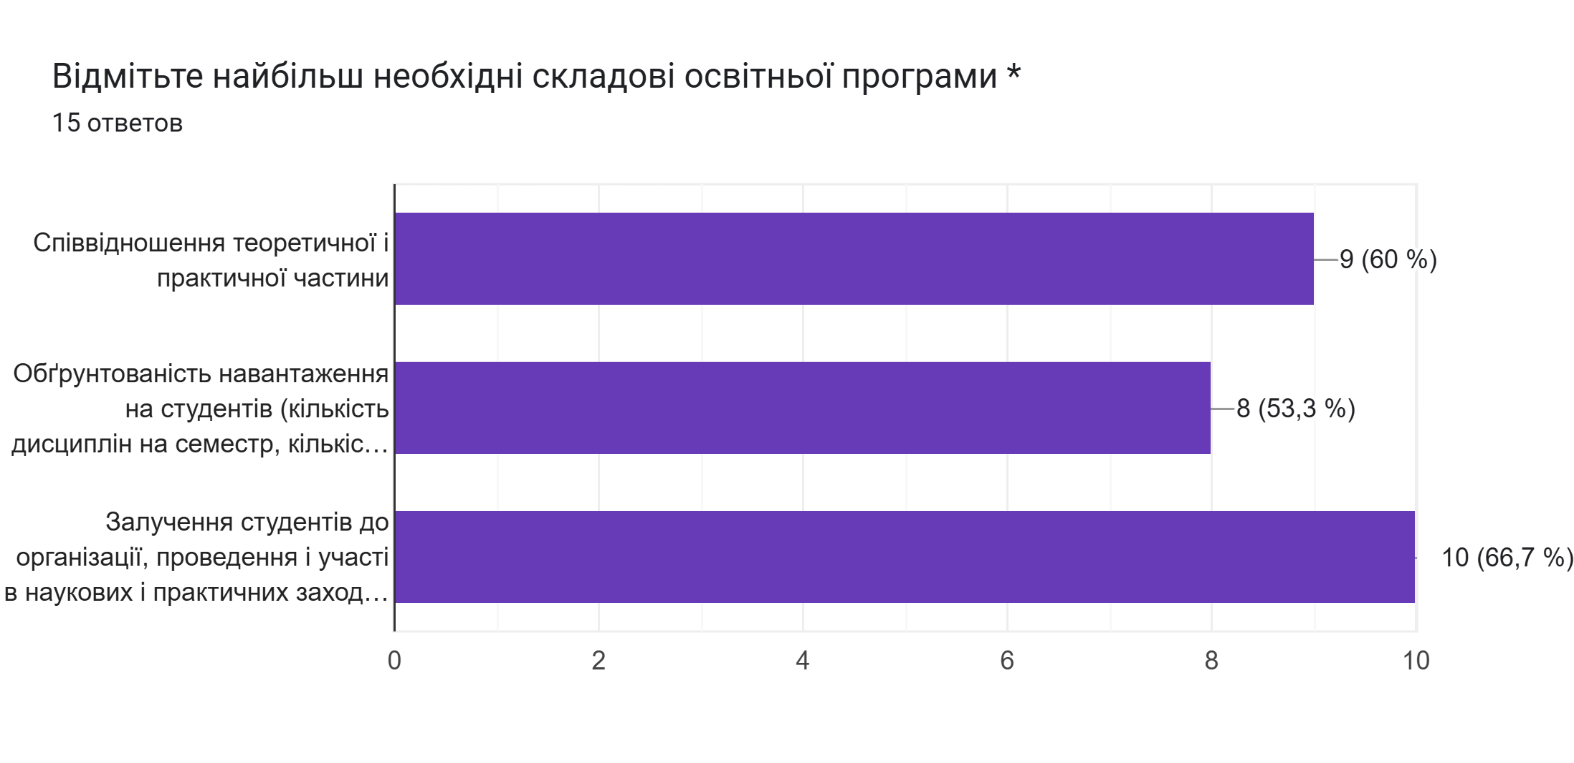 Відмітьте найбільш необхідні складові освітньої програми *
15 ответов
Співвідношення теоретичної і
практичної частини
9 (60 %)
Обґрунтованість навантаження
на студентів (кількість
дисциплін на семестр, кількіс…
8 (53,3 %)
Залучення студентів до
організації, проведення і участі
в наукових і практичних заход…
10 (66,7 %)
0 2 4 6 8 10